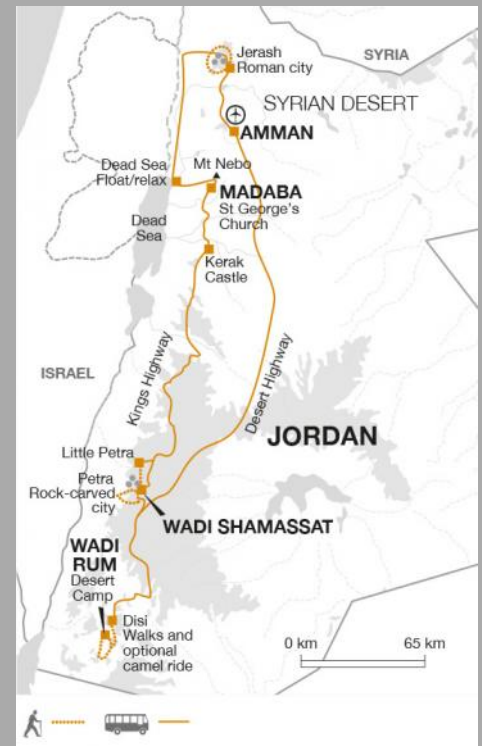 Jerash
Roman city
SYRIA
SYRIAN DESERT
AMMAN
Dead Sea
Float/relax
Mt Nebo
MADABA
St George's
Church
Dead
Sea
Kerak
Castle
Kings Highway
Desert Highway
ISRAEL
JORDAN
Little Petra
Petra
Rock-carved
city
WADI SHAMASSAT
WADI
RUM
Desert
Camp
Disi
Walks and
optional
camel ride
0 km
65 km